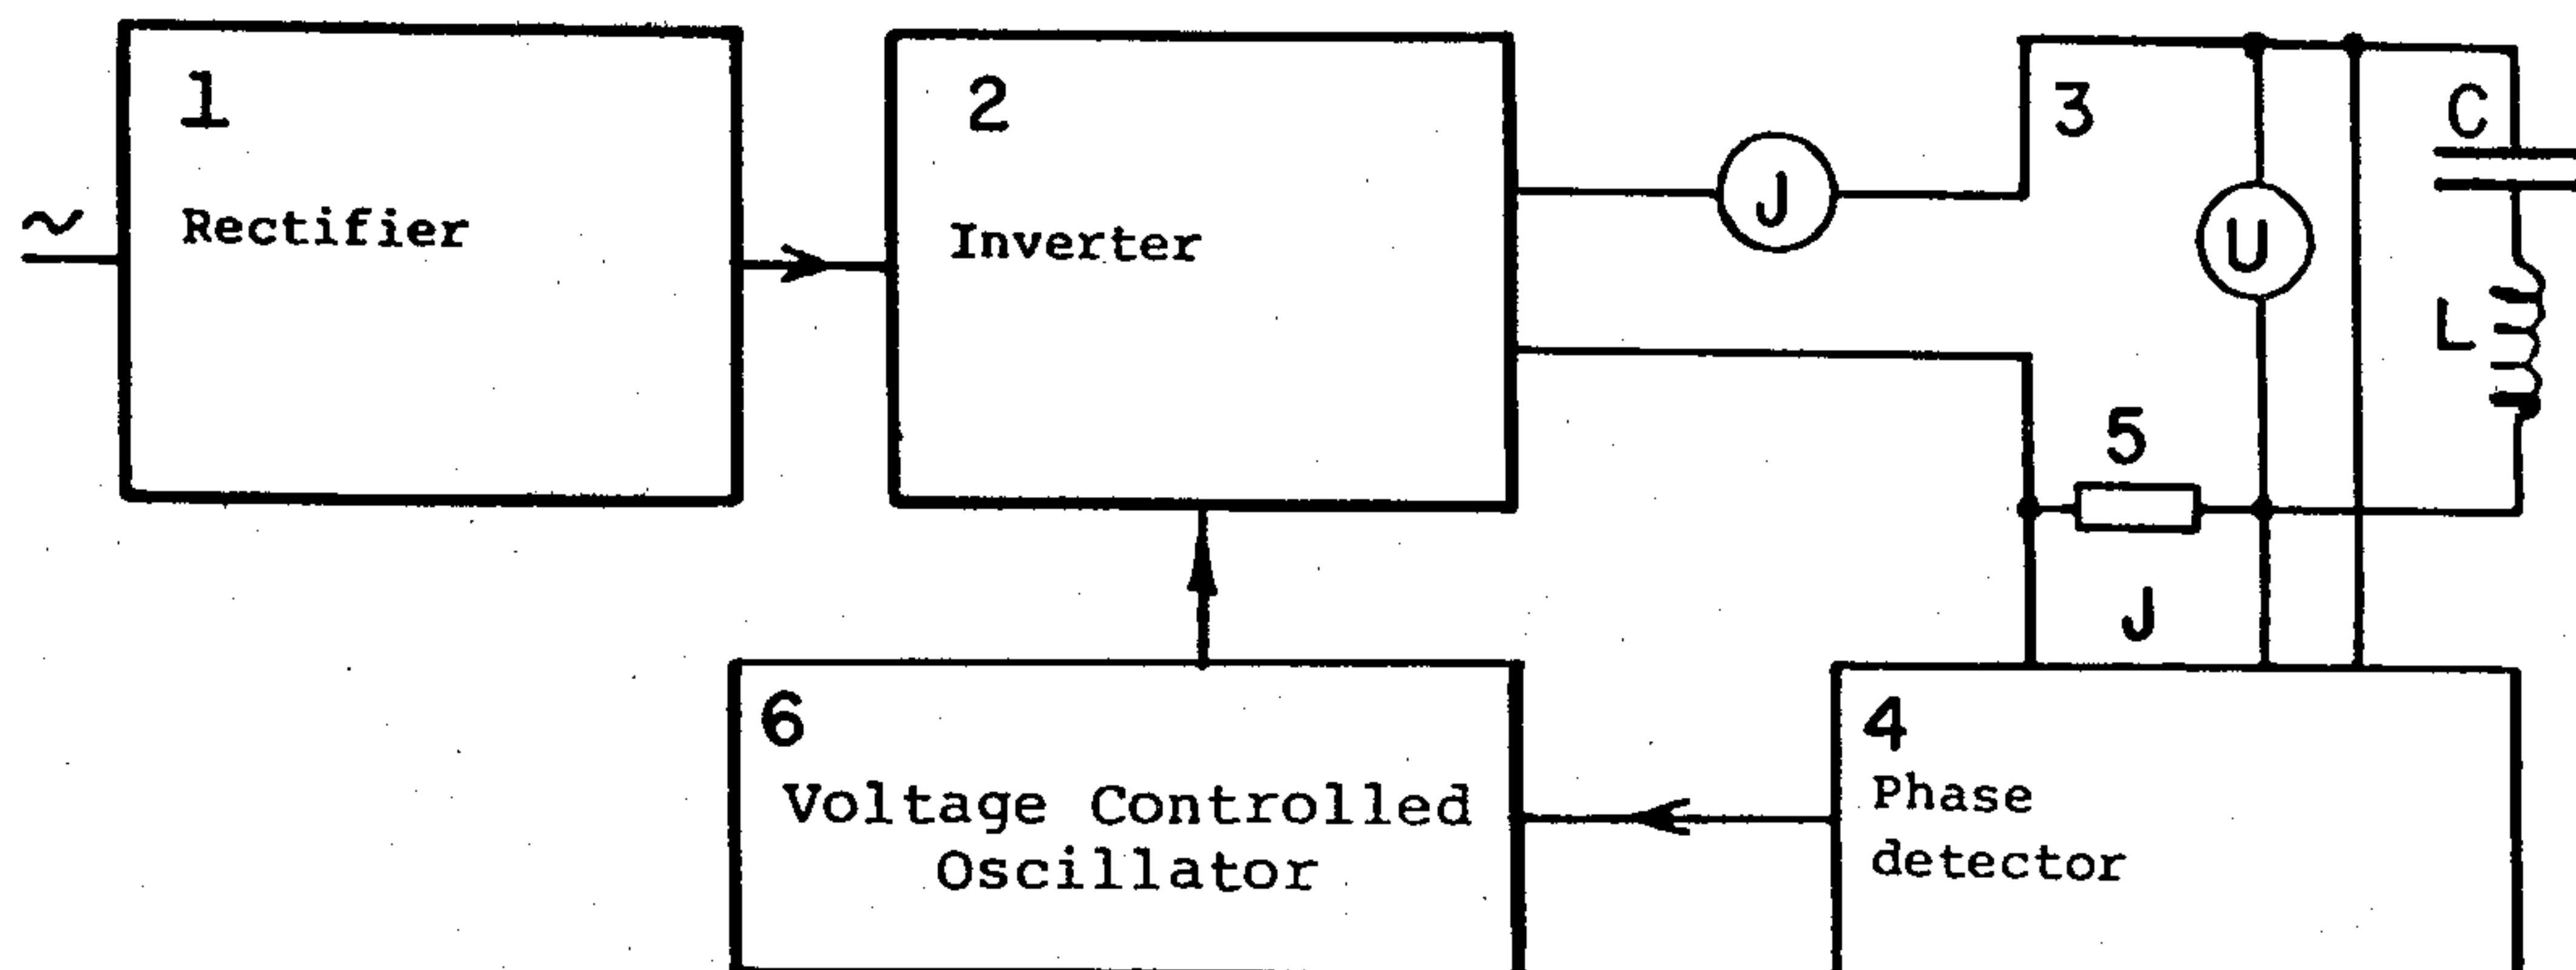 1
Rectifier
~
2
Inverter
J
3
U
C
L
5
J
6
Voltage Controlled
Oscillator
4
Phase
detector